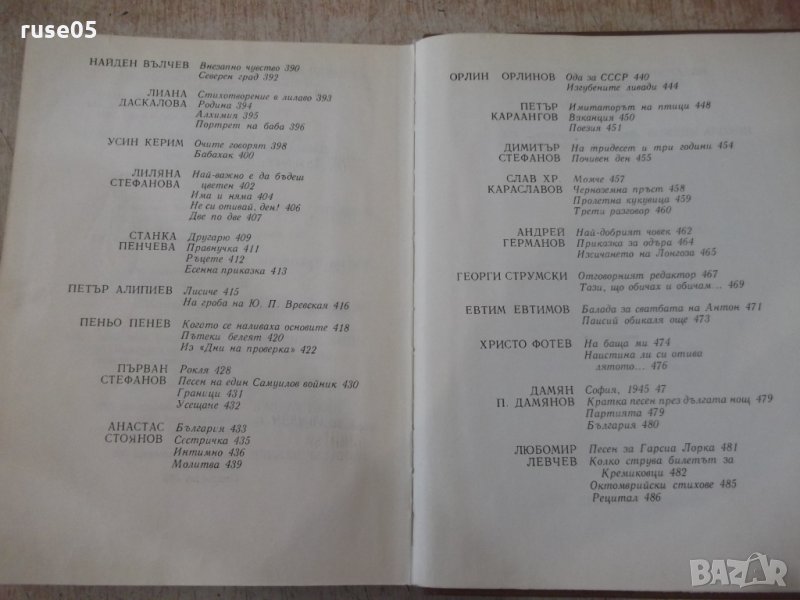 ruse05
НАЙДЕН ВЪЛЧЕВ Внезапно чувство 390
Северен град 392
ЛИАНА Стихотворение в лилаво 393
ДАСКАЛОВА Родина 394
Алхимия 395
Портрет на баба 396
УСИН КЕРИМ Очите говорят 398
Бабахак 400
ЛИЛЯНА Най-важно е да бъдеш
СТЕФАНОВА цветен 402
Има и няма 404
Не си отивай, ден! 406
Две по две 407
СТАНКА Другарю 409
ПЕНЧЕВА Правнучка 411
Ръцете 412
Есенна приказка 413
ПЕТЪР АЛИПИЕВ Лисиче 415
На гроба на Ю. П. Вревская 416
ПЕНЬО ПЕНЕВ Когото се наливаха основите 418
Пътеки белеят 420
Из «Дни на проверка» 422
ПЪРВАН Рокля 428
СТЕФАНОВ Песен на един Самуилов войник 430
Граници 431
Усещане 432
АНАСТАС България 433
СТОЯНОВ Сестричка 435
Интимно 436
Молитва 439
ОРЛИН ОРЛИНОВ Ода за СССР 440
Изгубените ливади 444
ПЕТЪР Имитаторът на птици 448
КАРААНГОВ Ваканция 450
Поезия 451
ДИМИТЪР На тридесет и три години 454
СТЕФАНОВ Почивен ден 455
СЛАВ ХР. Момче 457
КАРАСЛАВОВ Черноземна пръст 458
Пролетна кукувица 459
Трети разговор 460
АНДРЕЙ Най-добрият човек 462
ГЕРМАНОВ Приказка за одъра 464
Изсичането на Лонгоза 465
ГЕОРГИ СТРУМСКИ Отговорният редактор 467
Тази, що обичах и обичам... 469
ЕВТИМ ЕВТИМОВ Балада за сватбата на Антон 471
Паисий обикаля още 473
ХРИСТО ФОТЕВ На баща ми 474
Наистина ли си отива
лятото... 476
ДАМЯН София, 1945 47
П. ДАМЯНОВ Кратка песен през дългата нощ 479
Партията 479
България 480
ЛЮБОМИР Песен за Гарсиа Лорка 481
ЛЕВЧЕВ Колко струва билетът за
Кремиковци 482
Октомврийски стихове 485
Рецитал 486
BAZAR